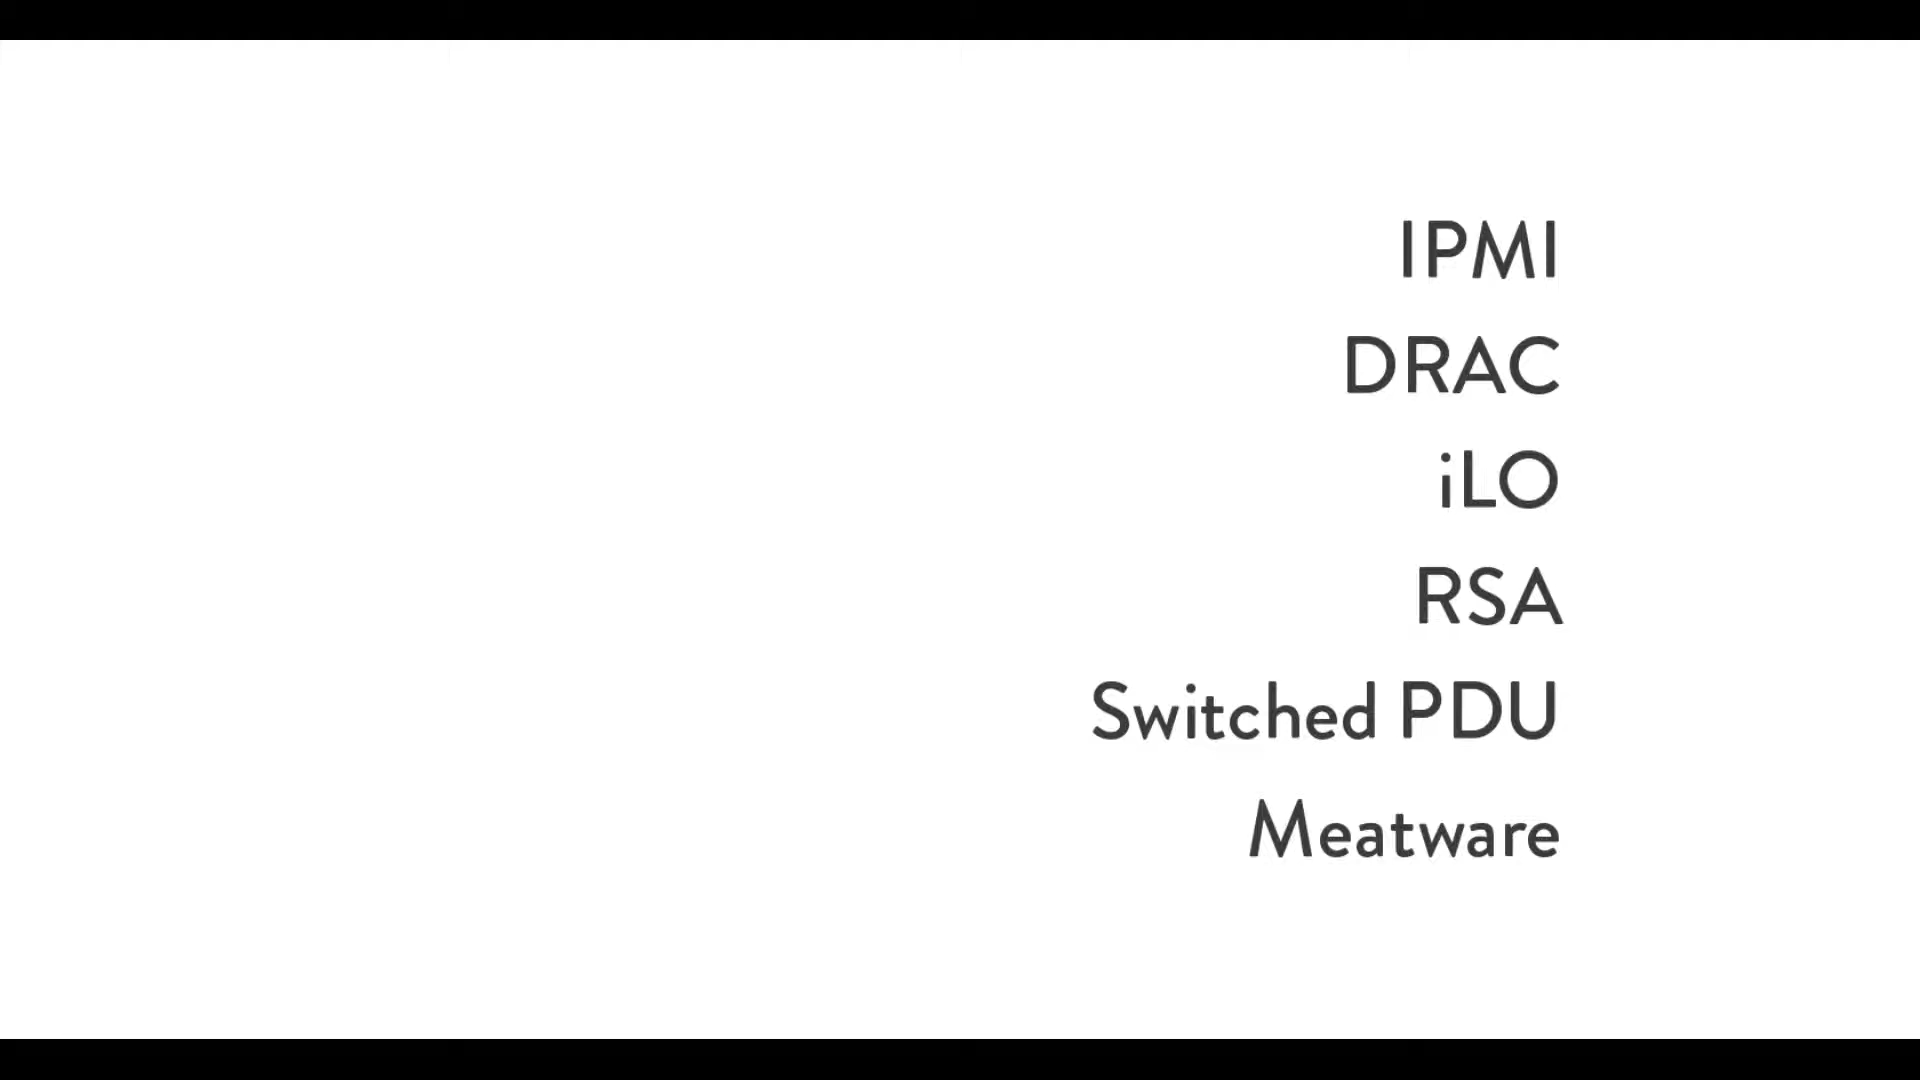 IPMI
DRAC
iLO
RSA
Switched PDU
Meatware